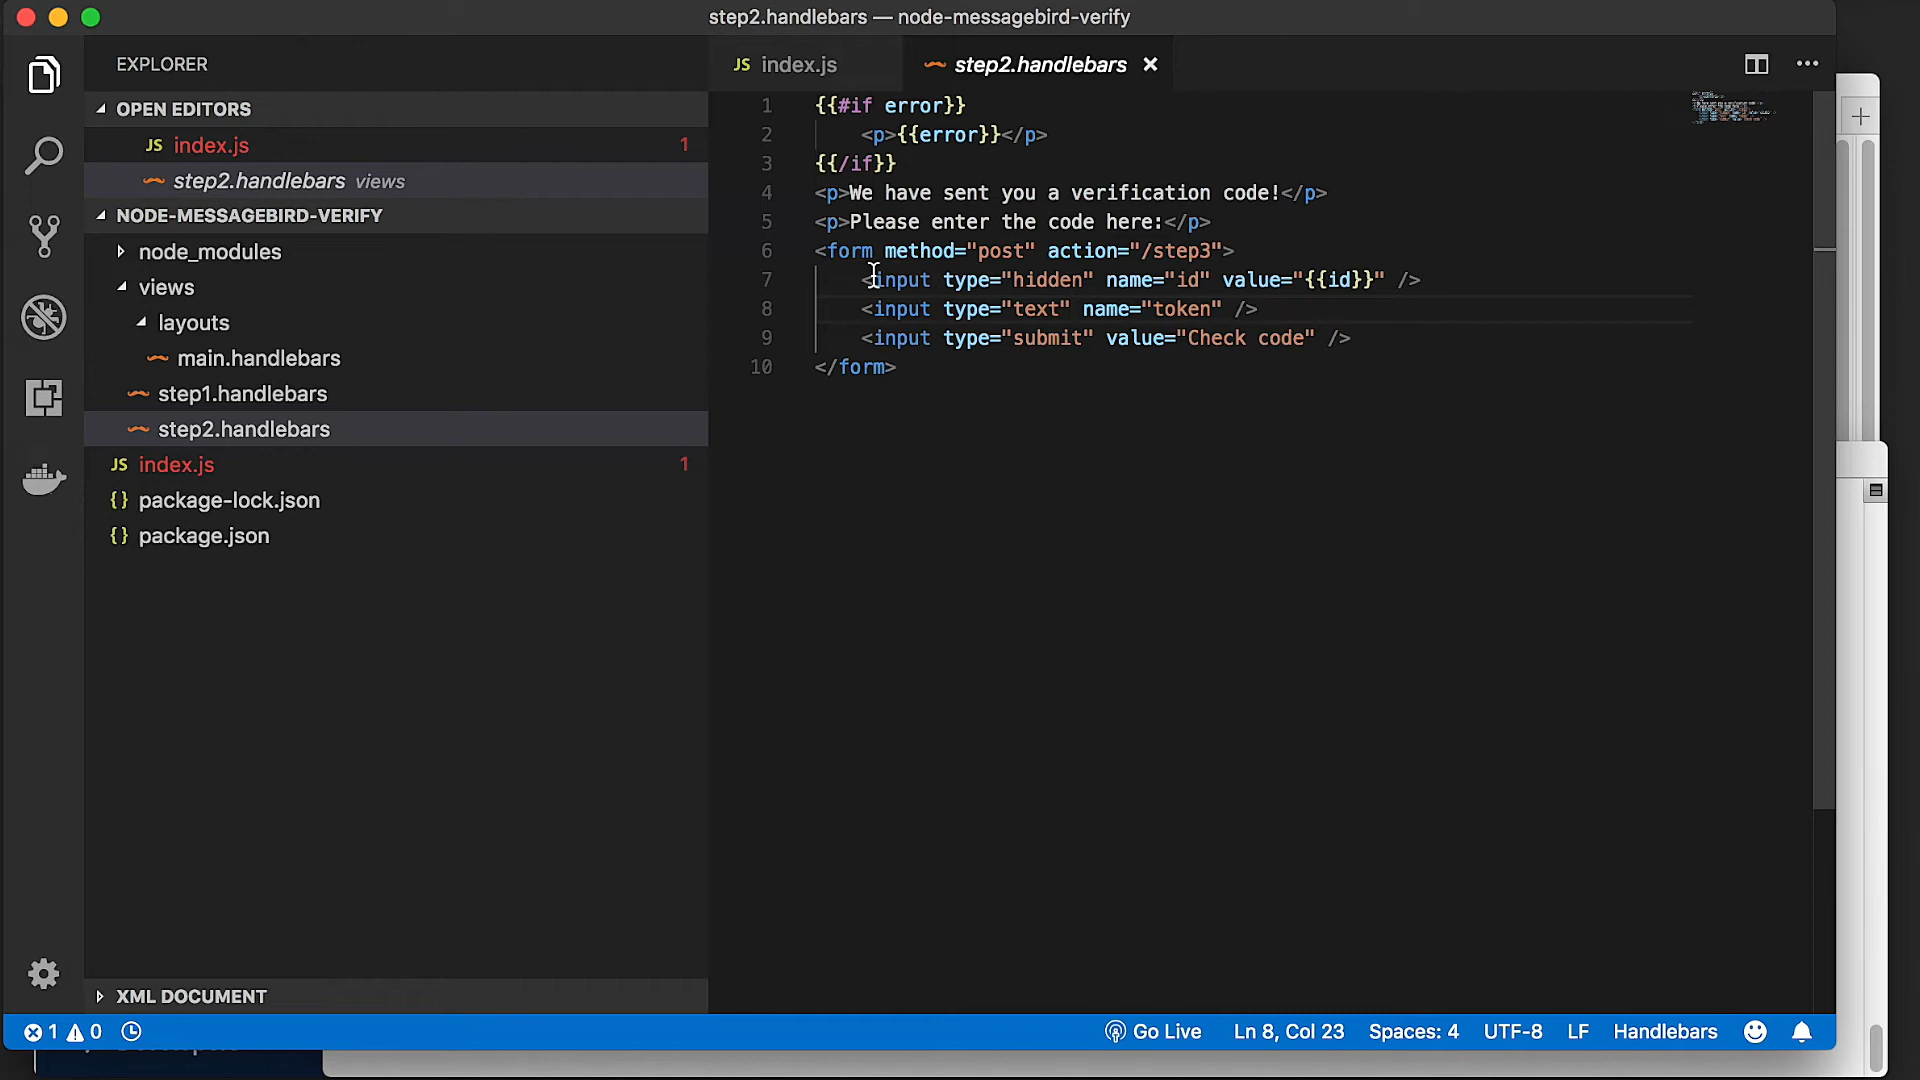 step2.handlebars — node-messagebird-verify
EXPLORER
OPEN EDITORS
JS index.js 1
step2.handlebars views
NODE-MESSAGEBIRD-VERIFY
node_modules
views
layouts
main.handlebars
step1.handlebars
step2.handlebars
JS index.js 1
{} package-lock.json
{} package.json
XML DOCUMENT
JS index.js
step2.handlebars
1 {{#if error}}
2 <p>{{error}}</p>
3 {{/if}}
4 <p>We have sent you a verification code!</p>
5 <p>Please enter the code here:</p>
6 <form method="post" action="/step3">
7 <input type="hidden" name="id" value="{{id}}" />
8 <input type="text" name="token" />
9 <input type="submit" value="Check code" />
10 </form>
1 0
Go Live Ln 8, Col 23 Spaces: 4 UTF-8 LF Handlebars